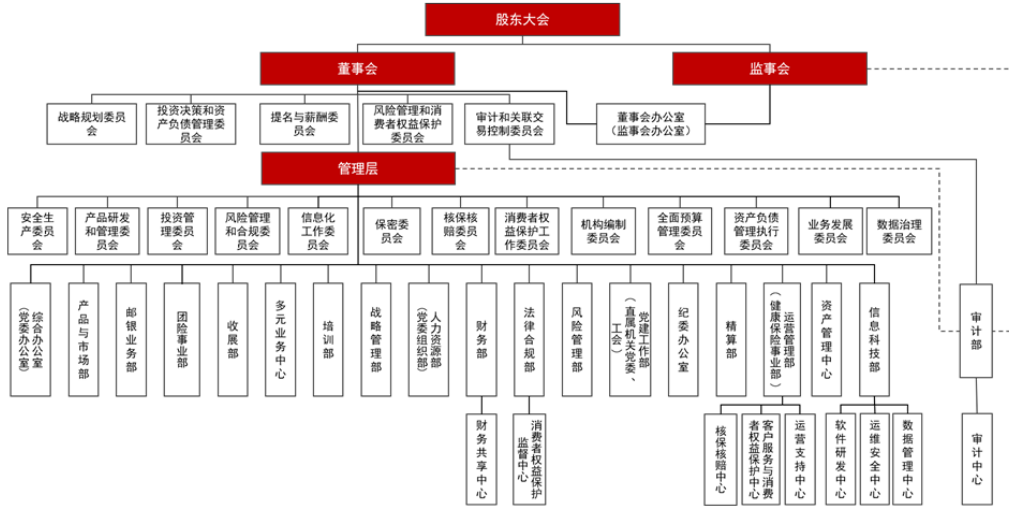 股东大会
董事会
监事会
战略规划委员
会
投资决策和资
产负债管理委
员会
提名与薪酬委
员会
风险管理和消
费者权益保护
委员会
审计和关联交
易控制委员会
董事会办公室
（监事会办公室）
管理层
安全生
产委员
会
产品研发
和管理委
员会
投资管
理委员
会
风险管理
和合规委
员会
信息化
工作委
员会
保密委
员会
核保核
赔委员
会
消费者权
益保护工
作委员会
机构编制
委员会
全面预算
管理委员
会
资产负债
管理执行
委员会
业务发展
委员会
数据治理
委员会
综合办公室
（党委办公室）
产品与市场部
邮银业务部
团险事业部
收展部
多元业务中心
培训部
战略管理部
人力资源部
（党委组织部）
财务部
法律合规部
风险管理部
党建工作部
（直属机关党委、
工会）
纪委办公室
精算部
运营管理部
（健康保险事业部）
资产管理中心
信息科技部
审计部
财务共享中心
消费者权益保护
监督中心
核保核赔中心
客户服务与消费
者权益保护中心
运营支持中心
软件研发中心
运维安全中心
数据管理中心
审计中心